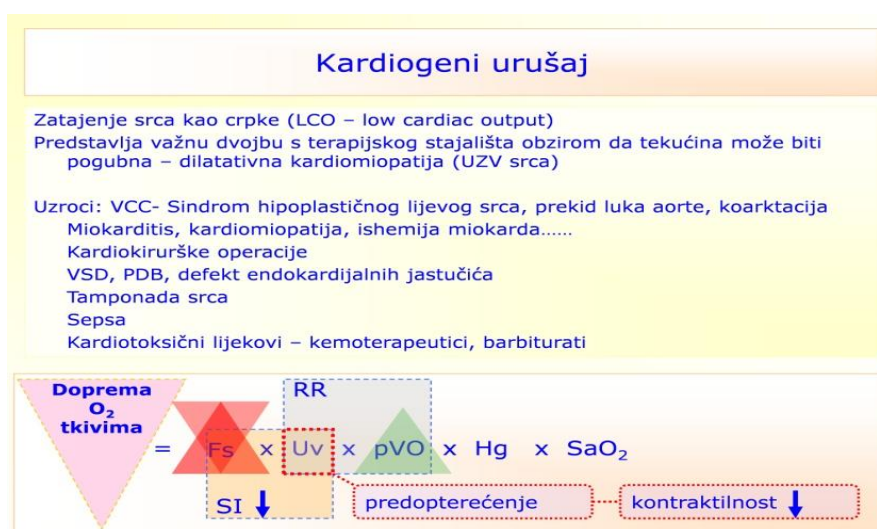 Kardiogeni urušaj
Zatajenje srca kao crpke (LCO – low cardiac output)
Predstavlja važnu dvojbu s terapijskog stajališta obzirom da tekućina može biti
pogubna – dilatativna kardiomiopatija (UZV srca)
Uzroci: VCC- Sindrom hipoplastičnog lijevog srca, prekid luka aorte, koarktacija
Miokarditis, kardiomiopatija, ishemija miokarda......
Kardiokirurške operacije
VSD, PDB, defekt endokardijalnih jastučića
Tamponada srca
Sepsa
Kardiotoksični lijekovi – kemoterapeutici, barbiturati
Doprema
O₂
tkivima
RR
= Fs x Uv x pVO x Hg x SaO₂
SI
predopterećenje
kontraktilnost